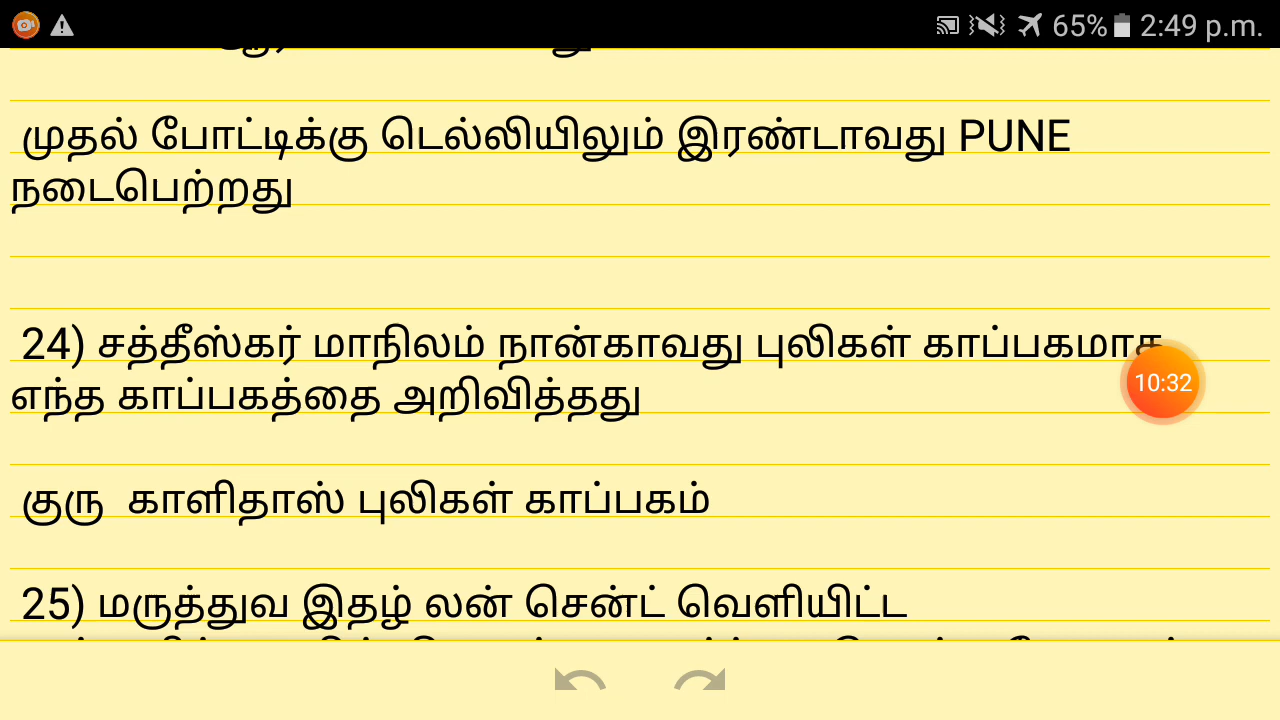 65% 2:49 p.m.
முதல் போட்டிக்கு டெல்லியிலும் இரண்டாவது PUNE
நடைபெற்றது
24) சத்தீஸ்கர் மாநிலம் நான்காவது புலிகள் காப்பகமாக
எந்த காப்பகத்தை அறிவித்தது
10:32
குரு காளிதாஸ் புலிகள் காப்பகம்
25) மருத்துவ இதழ் லன் சென்ட் வெளியிட்ட